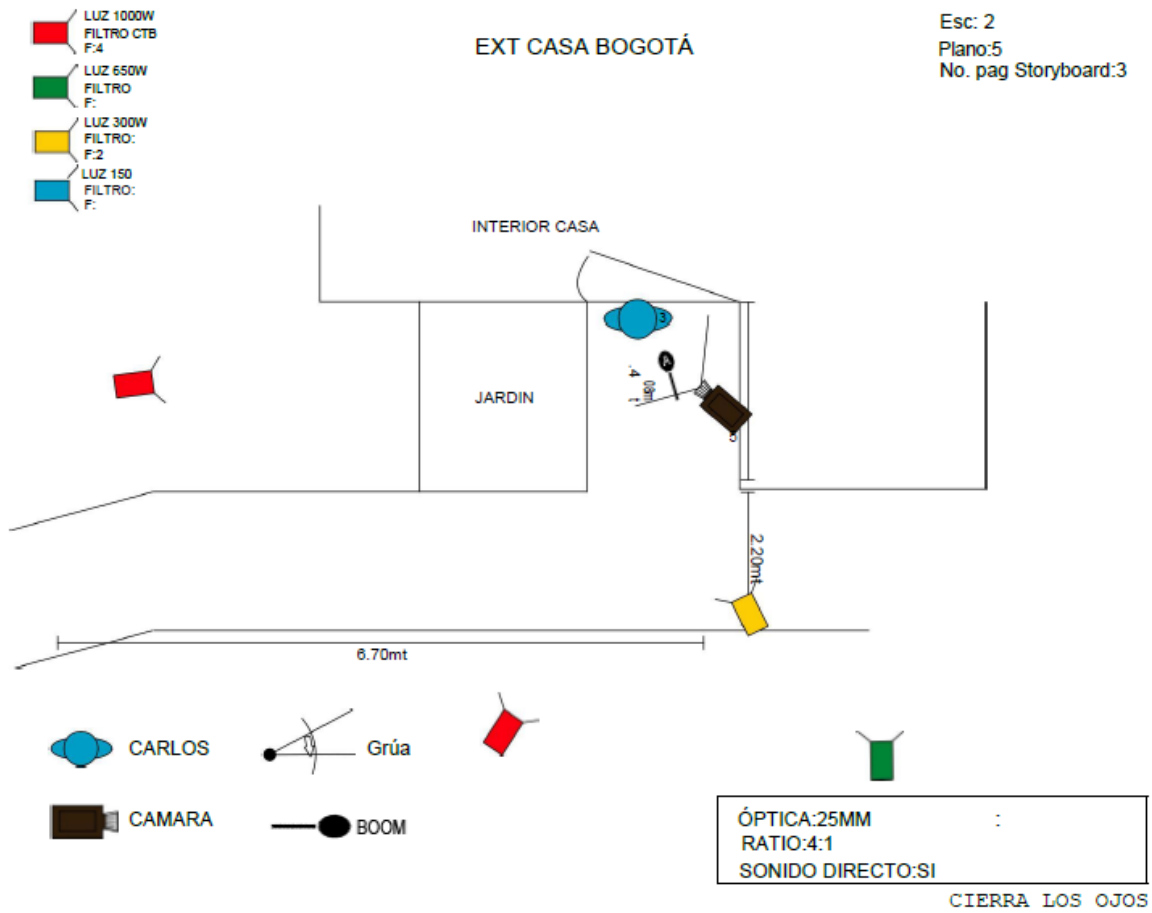 LUZ 1000W
FILTRO CTB
F:4
LUZ 650W
FILTRO
F:
LUZ 300W
FILTRO:
F:2
LUZ 150
FILTRO:
F:
EXT CASA BOGOTÁ
Esc: 2
Plano:5
No. pag Storyboard:3
INTERIOR CASA
3
A
JARDIN
2.20mt
6.70mt
CARLOS
Grúa
CAMARA
BOOM
ÓPTICA:25MM :
RATIO:4:1
SONIDO DIRECTO:SI
CIERRA LOS OJOS